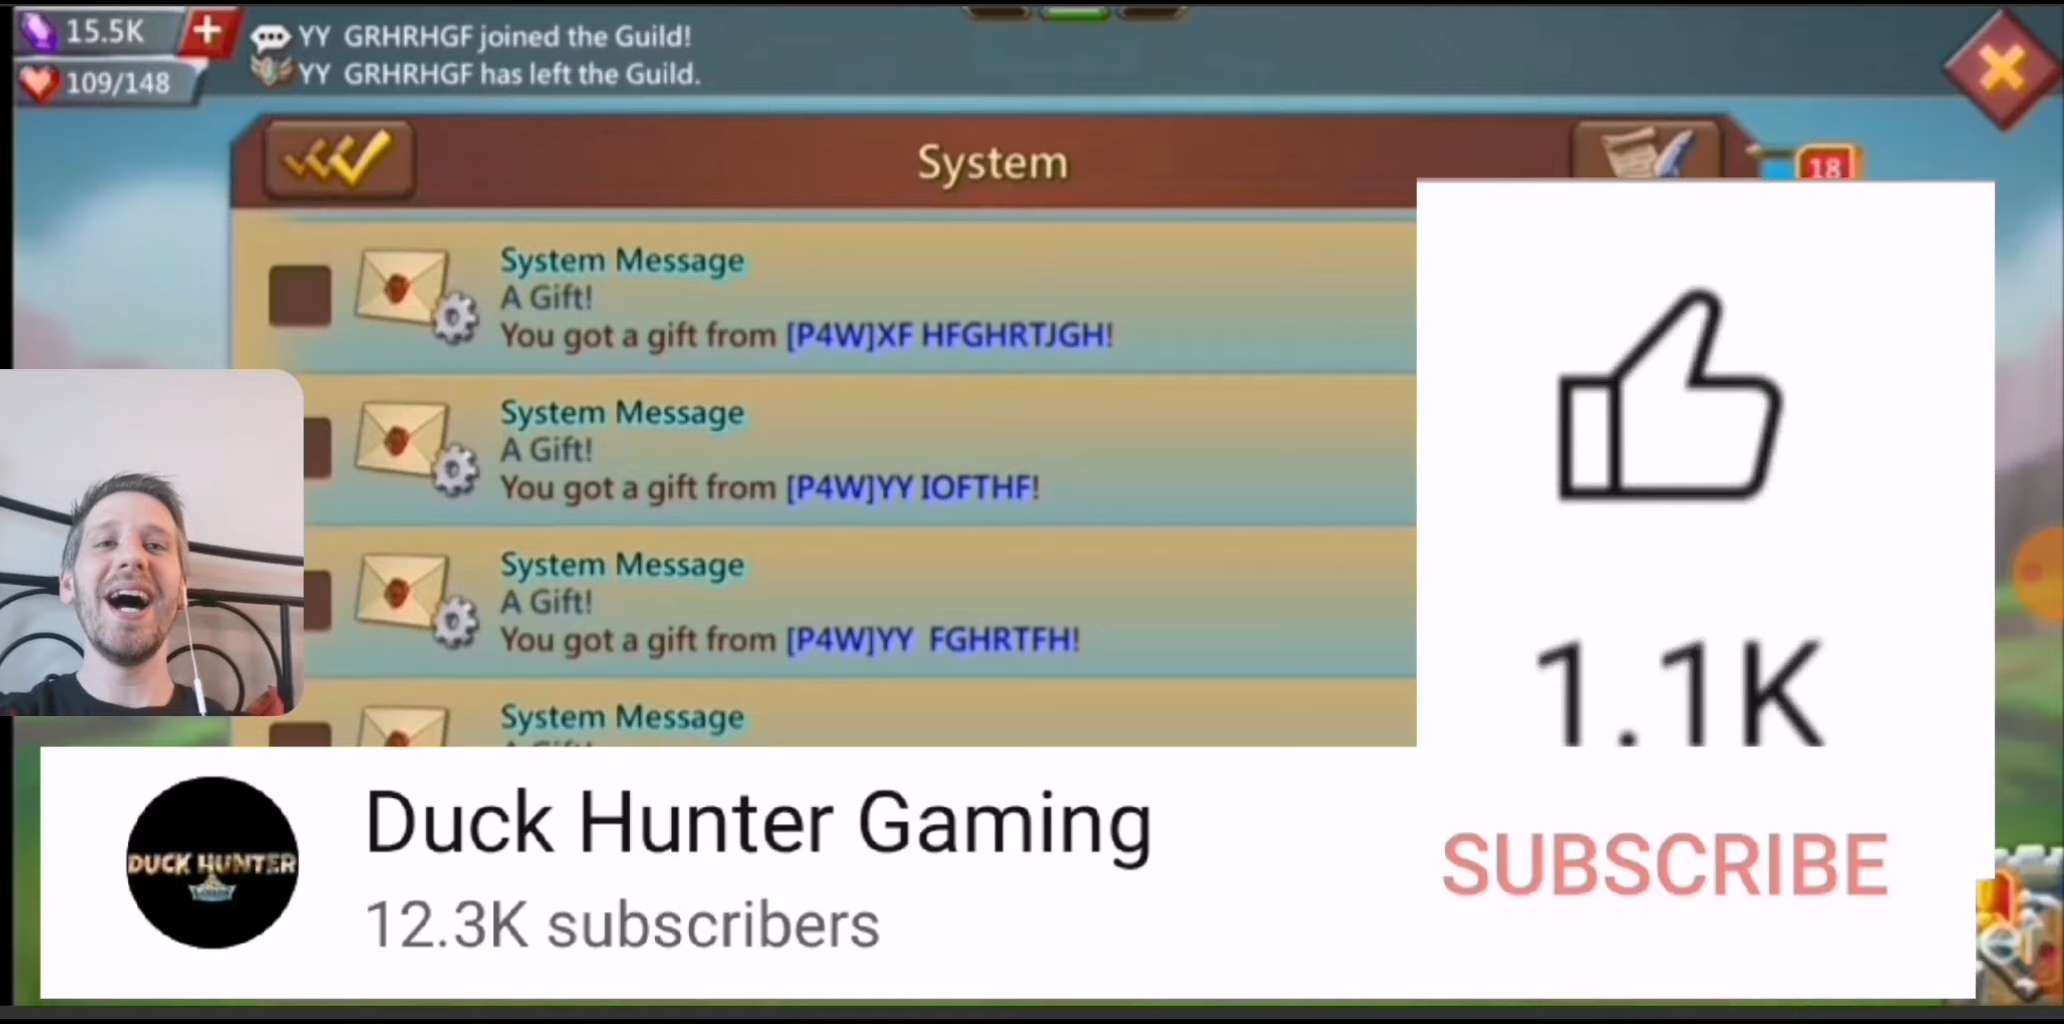 15.5K
YY GRHRHGF joined the Guild!
109/148
YY GRHRHGF has left the Guild.
System
18
System Message
A Gift!
You got a gift from [P4W]XF HFGHRTJGH!
System Message
A Gift!
You got a gift from [P4W]YY IOFTHF!
System Message
A Gift!
You got a gift from [P4W]YY FGHRTFH!
System Message
1.1K
DUCK HUNTER
Duck Hunter Gaming
12.3K subscribers
SUBSCRIBE